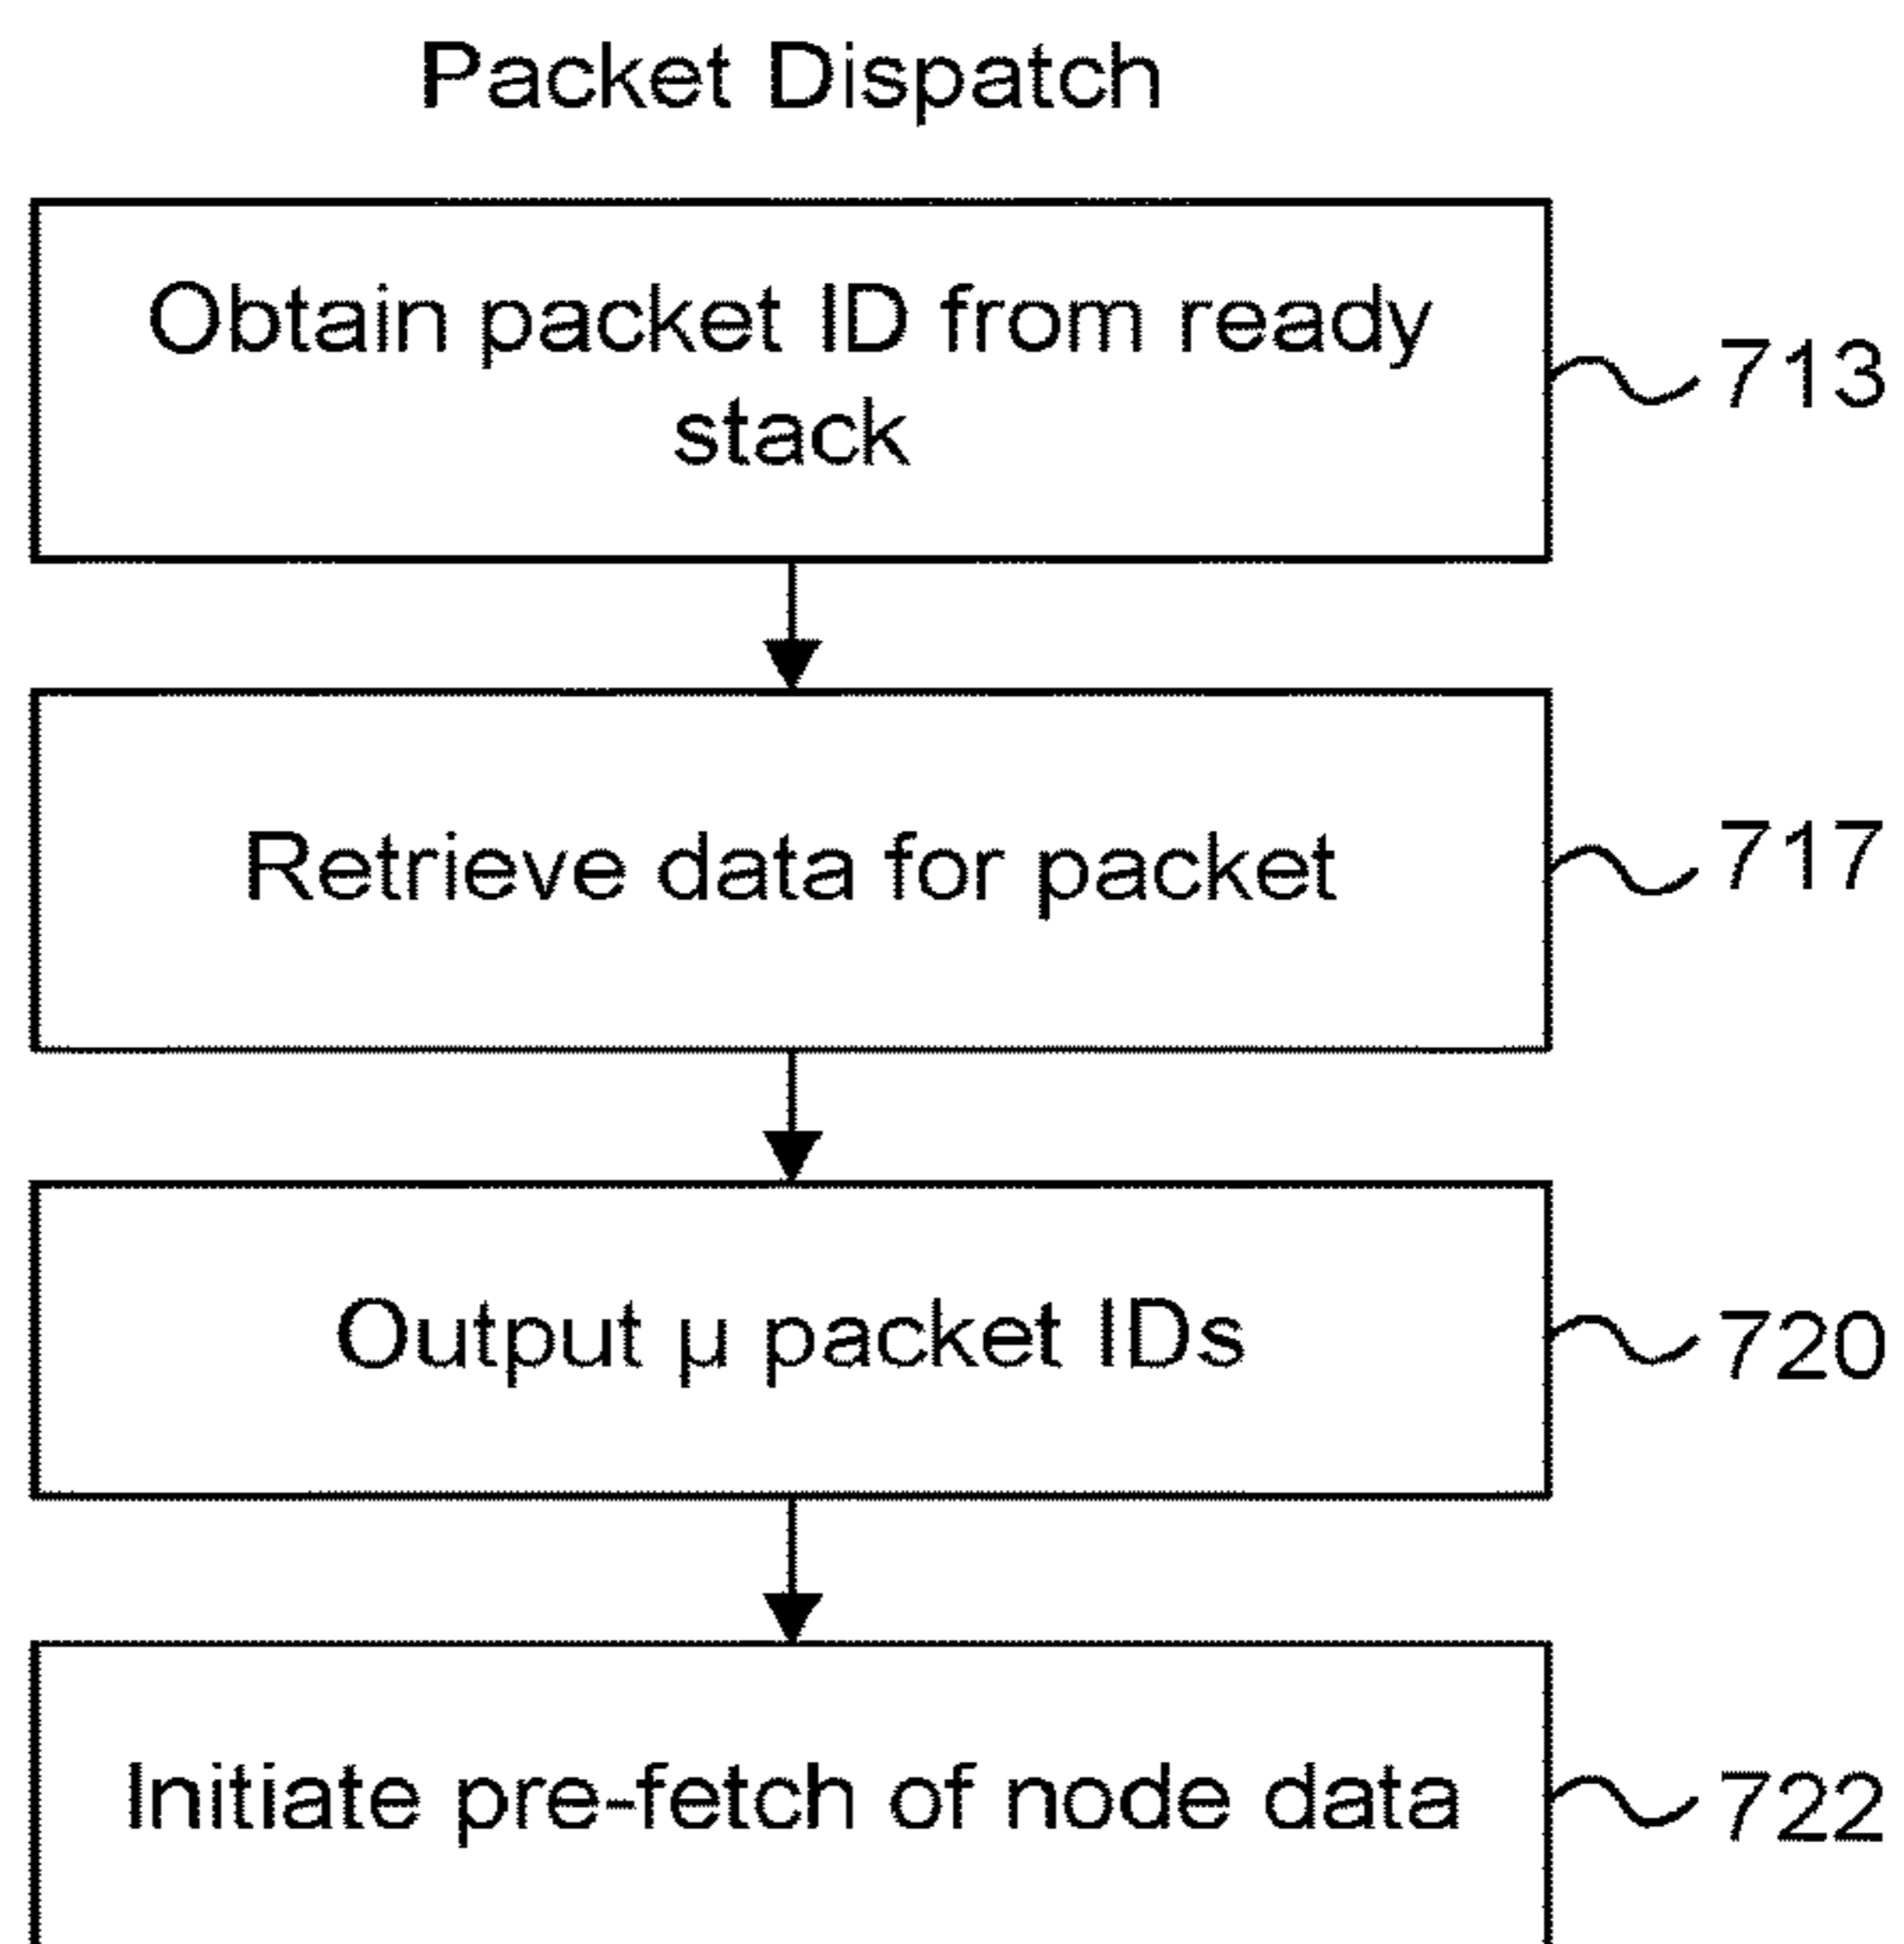 Packet Dispatch
Obtain packet ID from ready
stack
713
Retrieve data for packet
717
Output µ packet IDs
720
Initiate pre-fetch of node data
722